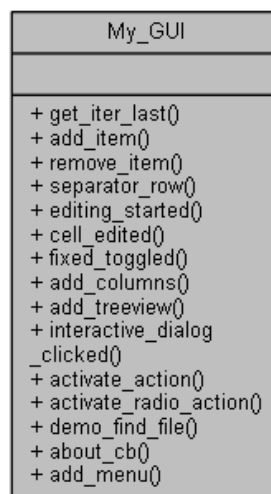 My_GUI
+ get_iter_last()
+ add_item()
+ remove_item()
+ separator_row()
+ editing_started()
+ cell_edited()
+ fixed_toggled()
+ add_columns()
+ add_treeview()
+ interactive_dialog
_clicked()
+ activate_action()
+ activate_radio_action()
+ demo_find_file()
+ about_cb()
+ add_menu()